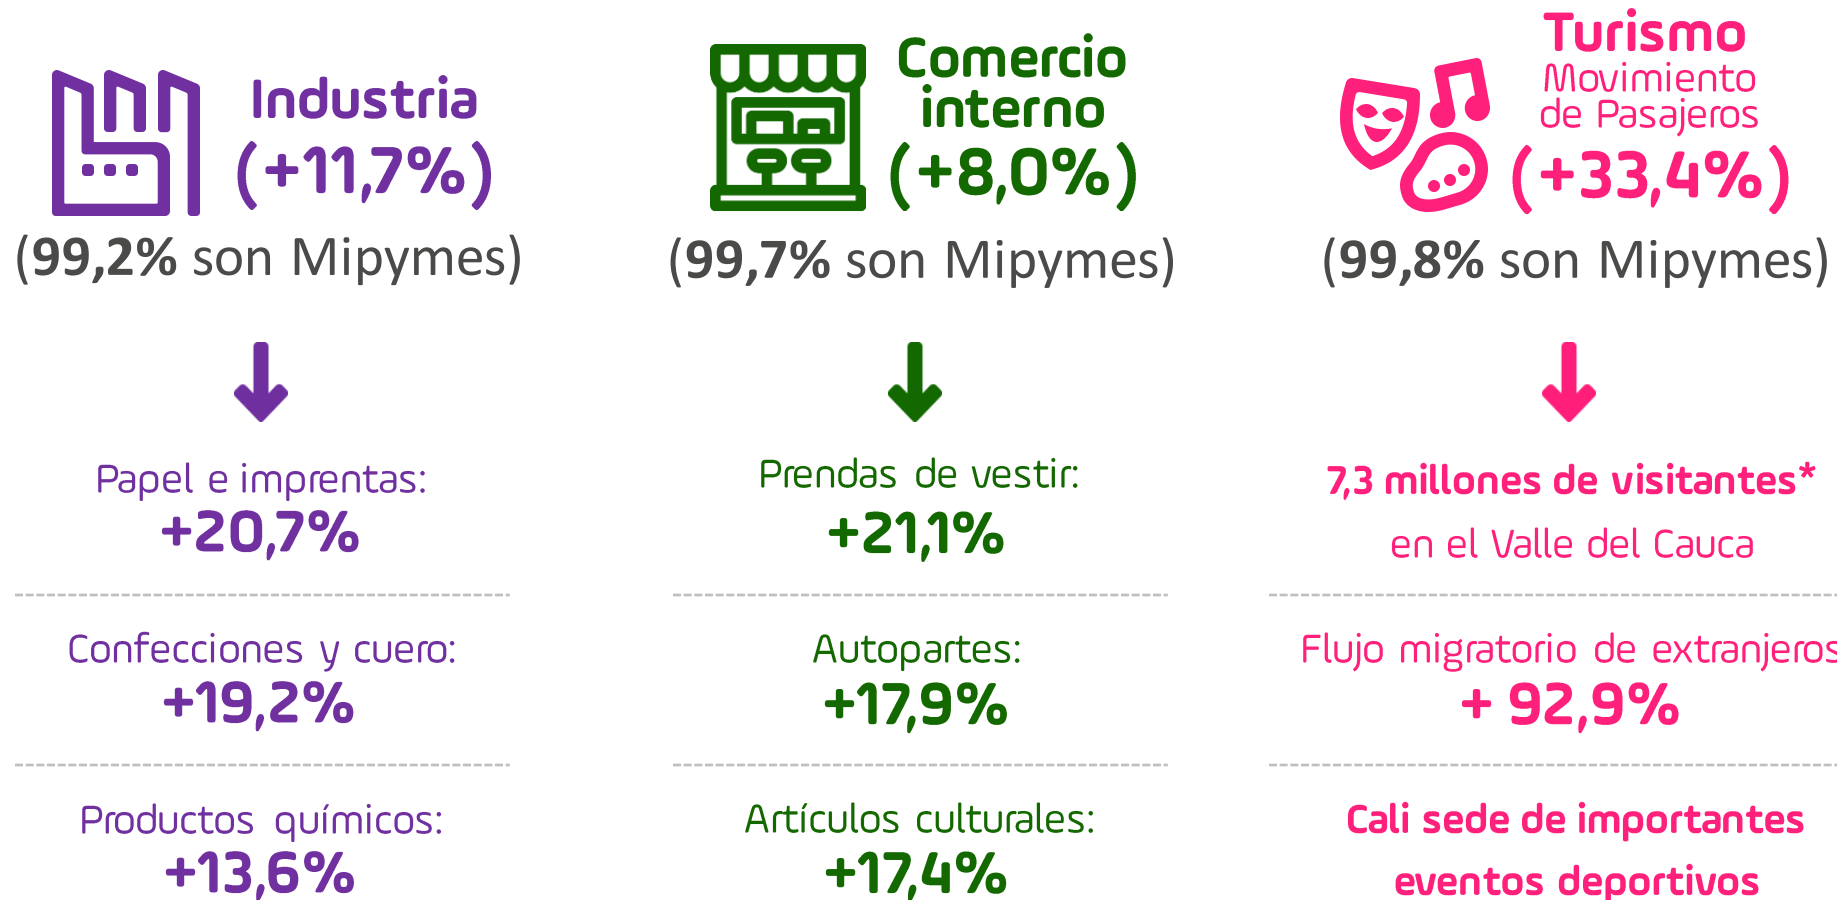 Industria
(+11,7%)
(99,2% son Mipymes)
Papel e imprentas:
+20,7%
Confecciones y cuero:
+19,2%
Productos químicos:
+13,6%
Comercio
interno
(+8,0%)
(99,7% son Mipymes)
Prendas de vestir:
+21,1%
Autopartes:
+17,9%
Artículos culturales:
+17,4%
Turismo
Movimiento
de Pasajeros
(+33,4%)
(99,8% son Mipymes)
7,3 millones de visitantes*
en el Valle del Cauca
Flujo migratorio de extranjeros
+ 92,9%
Cali sede de importantes
eventos deportivos